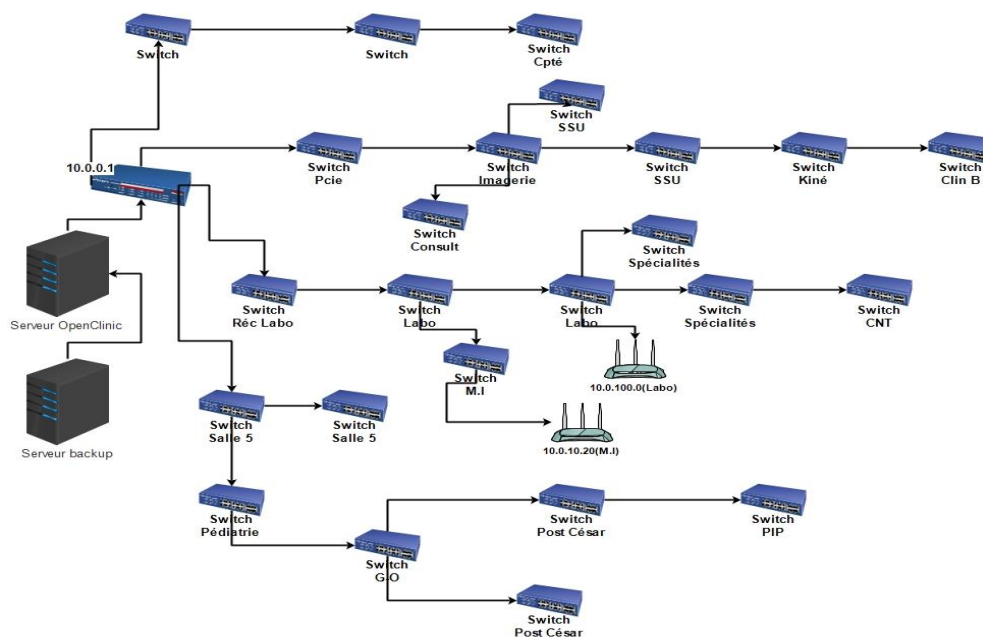 Switch
Switch
Switch
Cpté
Switch
SSU
10.0.0.1
Switch
Pcie
Switch
Imagerie
Switch
SSU
Switch
Kiné
Switch
Clin B
Switch
Consult
Switch
Spécialités
Serveur OpenClinic
Switch
Réc Labo
Switch
Labo
Switch
Labo
Switch
Spécialités
Switch
CNT
Switch
M.I
10.0.100.0(Labo)
Switch
Salle 5
Switch
Salle 5
Serveur backup
10.0.10.20(M.I)
Switch
Pédiatrie
Switch
Post César
Switch
PIP
Switch
G.O
Switch
Post César